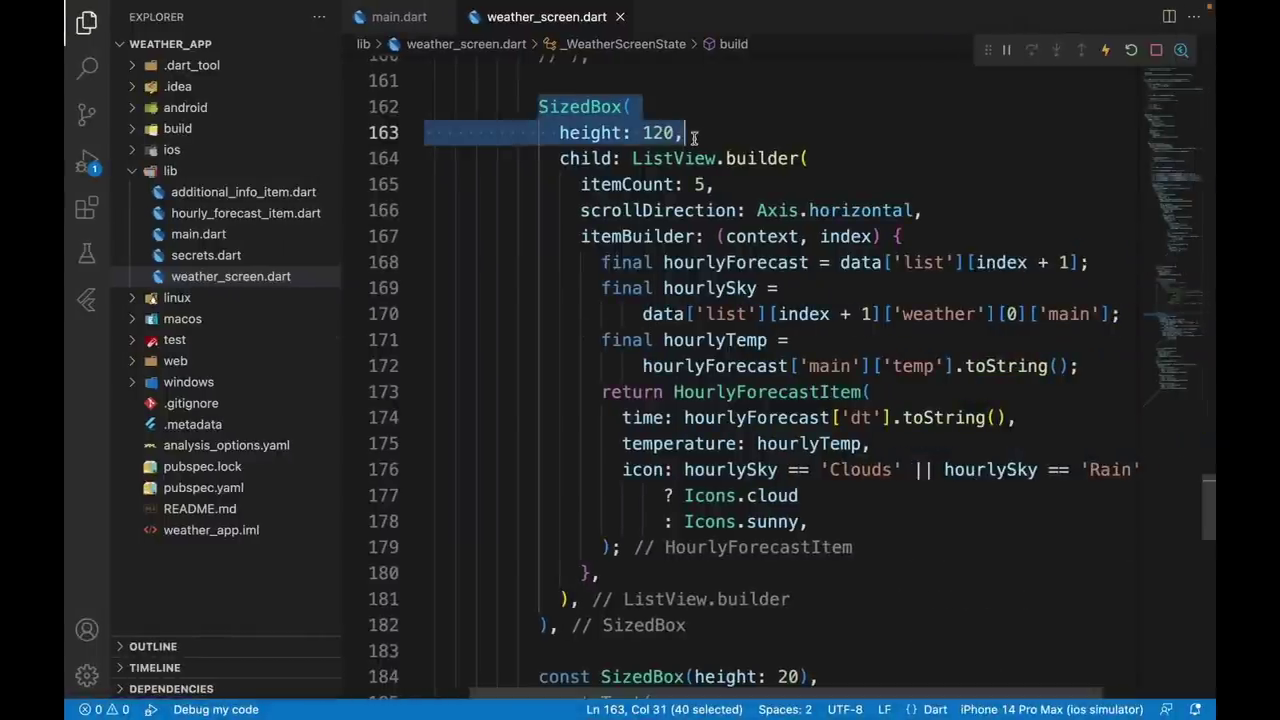 EXPLORER
main.dart
weather_screen.dart
WEATHER_APP
lib > weather_screen.dart > _WeatherScreenState > build
.dart_tool
.idea
android
build
ios
lib
additional_info_item.dart
hourly_forecast_item.dart
main.dart
secrets.dart
weather_screen.dart
linux
macos
test
web
windows
.gitignore
.metadata
analysis_options.yaml
pubspec.lock
pubspec.yaml
README.md
weather_app.iml
OUTLINE
TIMELINE
DEPENDENCIES
1
160 // ),
161
162 SizedBox(
163 height: 120,
164 child: ListView.builder(
165 itemCount: 5,
166 scrollDirection: Axis.horizontal,
167 itemBuilder: (context, index) {
168 final hourlyForecast = data['list'][index + 1];
169 final hourlySky =
170 data['list'][index + 1]['weather'][0]['main'];
171 final hourlyTemp =
172 hourlyForecast['main']['temp'].toString();
173 return HourlyForecastItem(
174 time: hourlyForecast['dt'].toString(),
175 temperature: hourlyTemp,
176 icon: hourlySky == 'Clouds' || hourlySky == 'Rain'
177 ? Icons.cloud
178 : Icons.sunny,
179 ); // HourlyForecastItem
180 },
181 ), // ListView.builder
182 ), // SizedBox
183
184 const SizedBox(height: 20),
0 0 Debug my code Ln 163, Col 31 (40 selected) Spaces: 2 UTF-8 LF {} Dart iPhone 14 Pro Max (ios simulator)